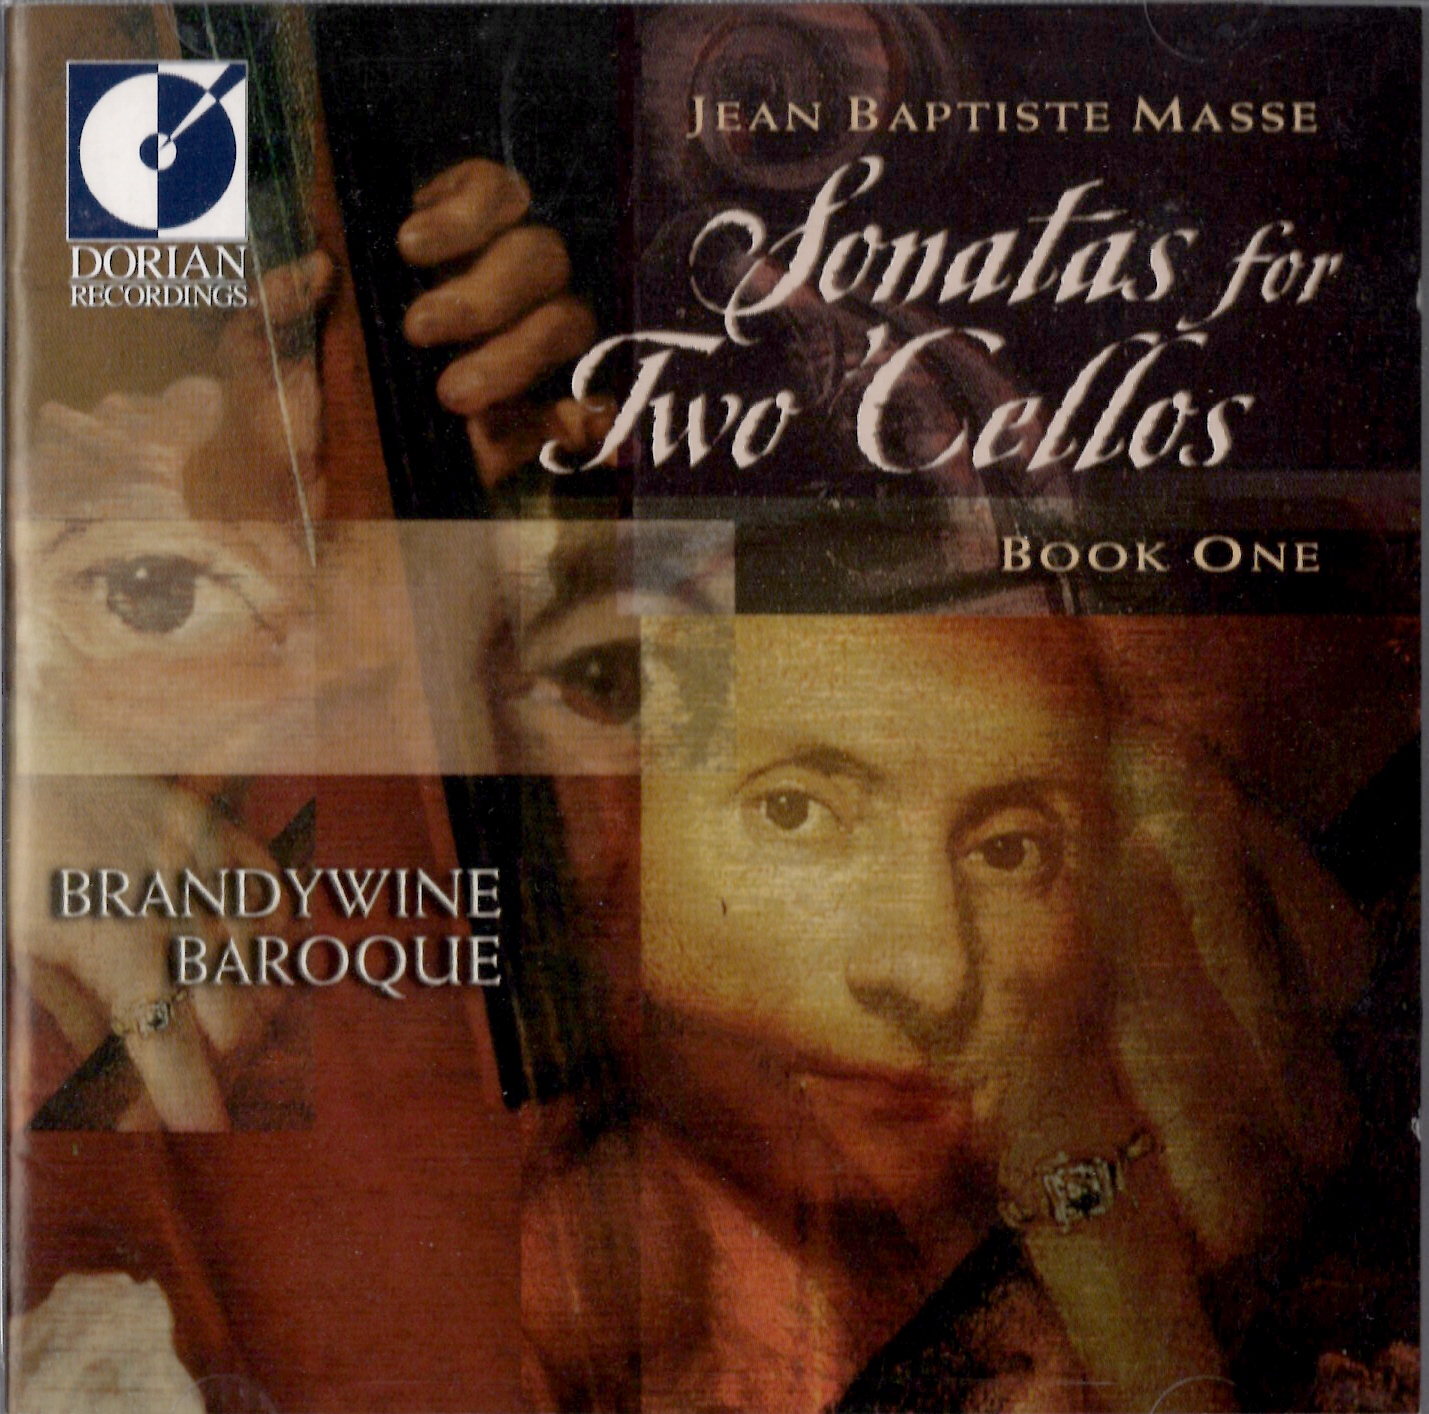 DORIAN
RECORDINGS
JEAN BAPTISTE MASSE
Sonatas for
Two 'Cellos
BOOK ONE
BRANDYWINE
BAROQUE